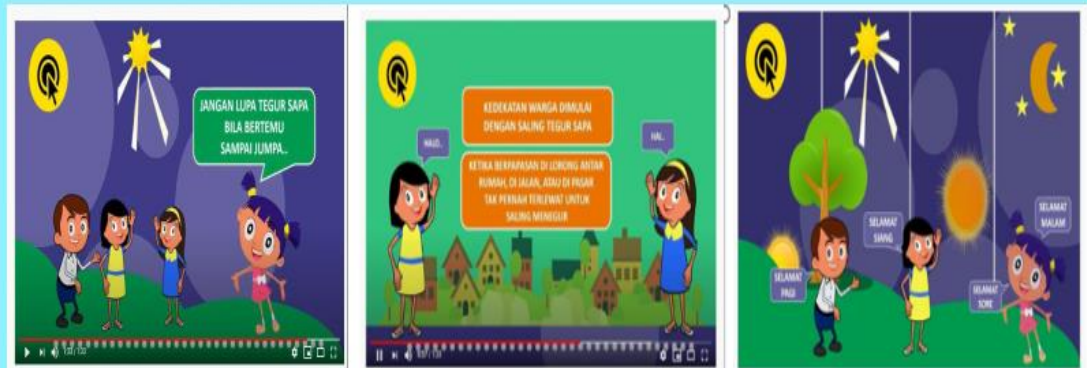 JANGAN LUPA TEGUR SAPA
BILA BERTEMU
SAMPAI JUMPA..
KEDEKATAN WARGA DIMULAI
DENGAN SALING TEGUR SAPA
HALO..
HAI..
KETIKA BERPAPASAN DI LORONG ANTAR
RUMAH, DI JALAN, ATAU DI PASAR
TAK PERNAH TERLEWAT UNTUK
SALING MENEGUR
SELAMAT
PAGI
SELAMAT
SIANG
SELAMAT
SORE
SELAMAT
MALAM